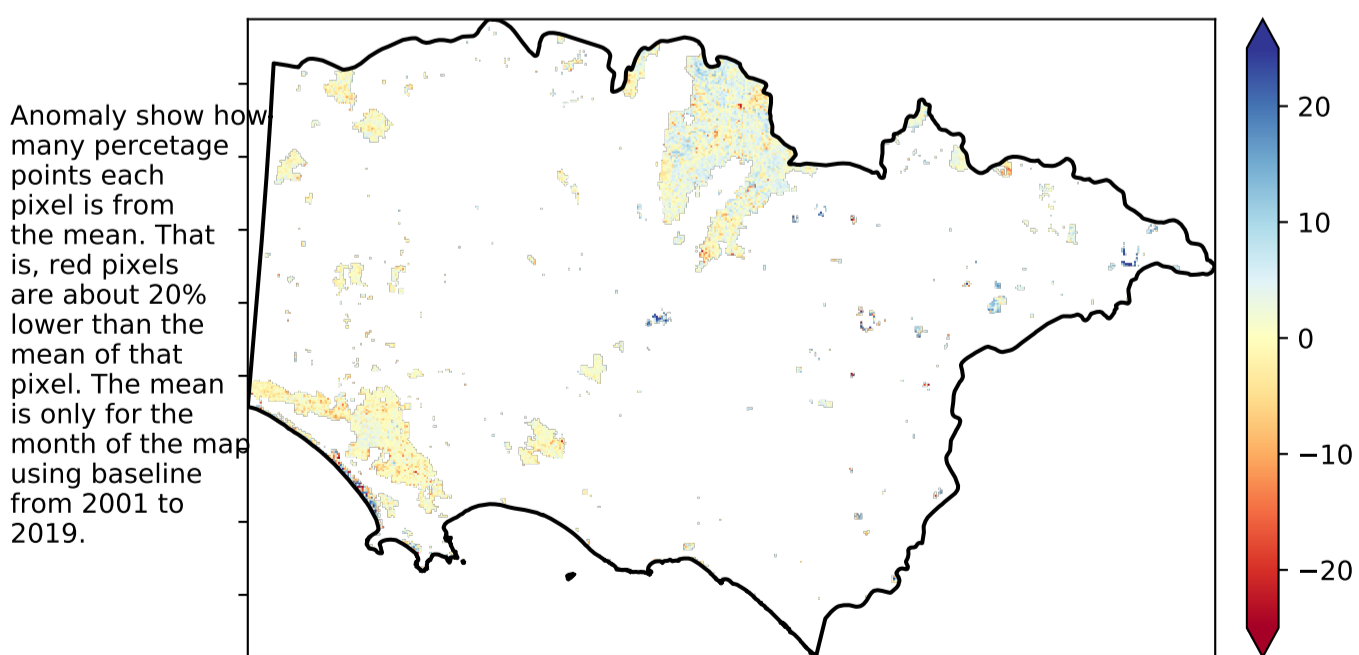 Anomaly show how
many percetage
points each
pixel is from
the mean. That
is, red pixels
are about 20%
lower than the
mean of that
pixel. The mean
is only for the
month of the map
using baseline
from 2001 to
2019.
20
10
0
−10
−20